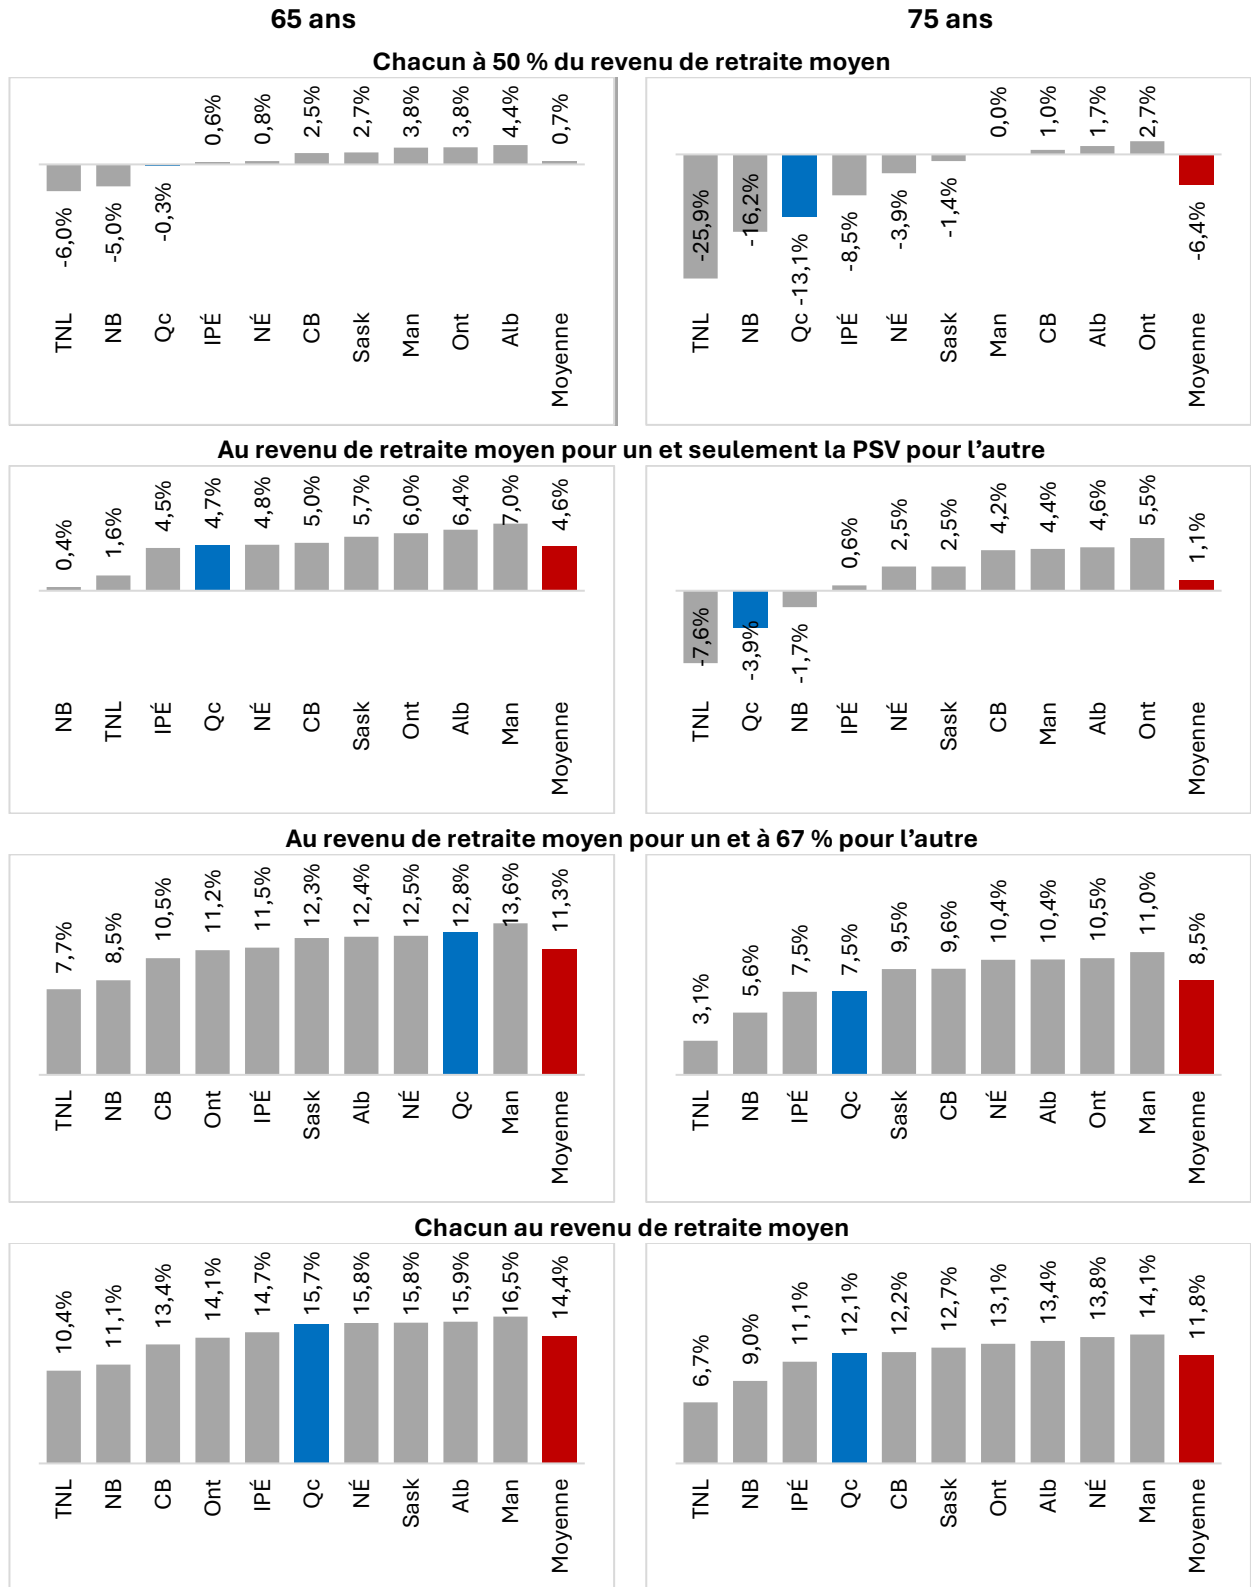 65 ans
75 ans
Chacun à 50 % du revenu de retraite moyen
-6,0% -5,0% -0,3% 0,6% 0,8% 2,5% 2,7% 3,8% 3,8% 4,4% 0,7%
TNL NB Qc IPÉ NÉ CB Sask Man Ont Alb Moyenne
-25,9% -16,2% -13,1% -8,5% -3,9% -1,4% 0,0% 1,0% 1,7% 2,7% -6,4%
TNL NB Qc IPÉ NÉ Sask Man CB Alb Ont Moyenne
Au revenu de retraite moyen pour un et seulement la PSV pour l’autre
0,4% 1,6% 4,5% 4,7% 4,8% 5,0% 5,7% 6,0% 6,4% 7,0% 4,6%
NB TNL IPÉ Qc NÉ CB Sask Ont Alb Man Moyenne
-7,6% -3,9% -1,7% 0,6% 2,5% 2,5% 4,2% 4,4% 4,6% 5,5% 1,1%
TNL Qc NB IPÉ NÉ Sask CB Man Alb Ont Moyenne
Au revenu de retraite moyen pour un et à 67 % pour l’autre
7,7% 8,5% 10,5% 11,2% 11,5% 12,3% 12,4% 12,5% 12,8% 13,6% 11,3%
TNL NB CB Ont IPÉ Sask Alb NÉ Qc Man Moyenne
3,1% 5,6% 7,5% 7,5% 9,5% 9,6% 10,4% 10,4% 10,5% 11,0% 8,5%
TNL NB IPÉ Qc Sask CB NÉ Alb Ont Man Moyenne
Chacun au revenu de retraite moyen
10,4% 11,1% 13,4% 14,1% 14,7% 15,7% 15,8% 15,8% 15,9% 16,5% 14,4%
TNL NB CB Ont IPÉ Qc NÉ Sask Alb Man Moyenne
6,7% 9,0% 11,1% 12,1% 12,2% 12,7% 13,1% 13,4% 13,8% 14,1% 11,8%
TNL NB IPÉ Qc CB Sask Ont Alb NÉ Man Moyenne